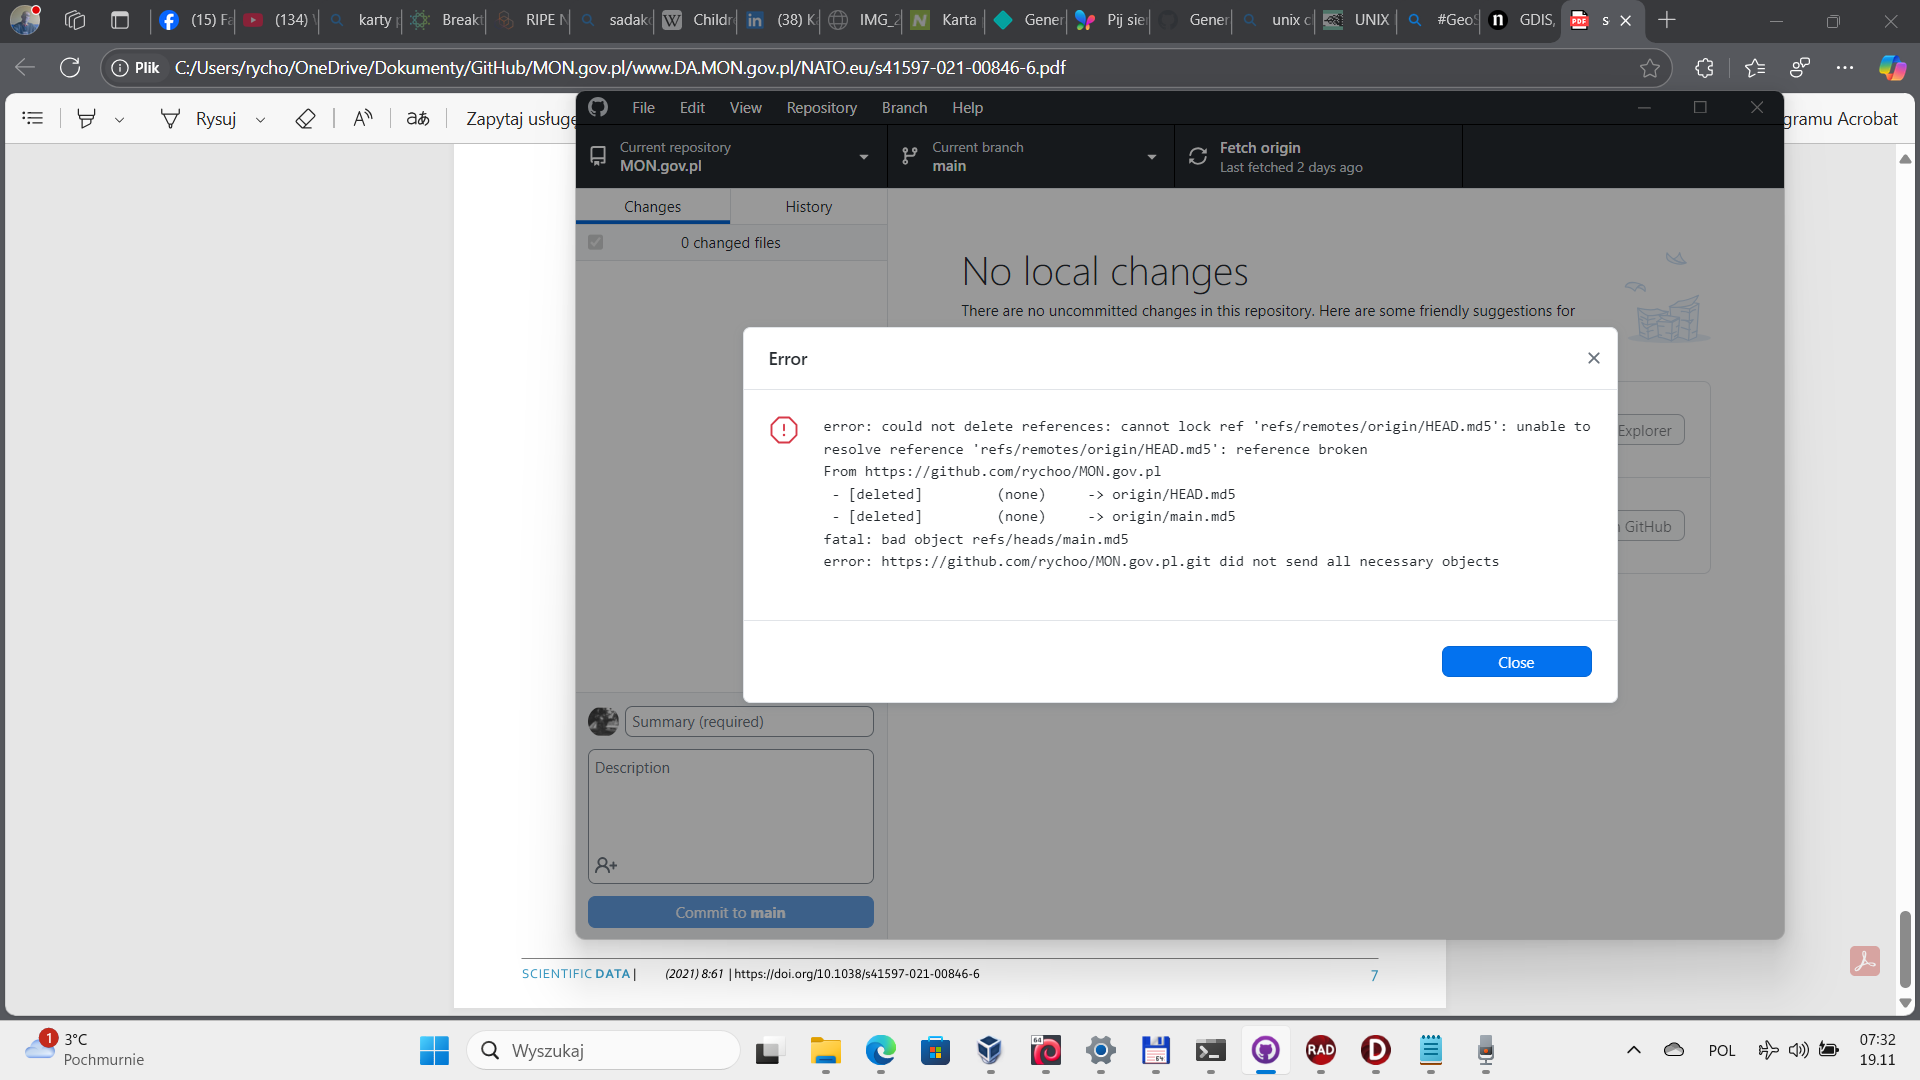 (15) Fa
(134)
karty p
Breakt
RIPE N
sadak
Childr
(38) K
IMG_2
Karta
Gener
Pij sie
Gener
unix c
UNIX
#GeoS
GDIS,
s
Plik
C:/Users/rycho/OneDrive/Dokumenty/GitHub/MON.gov.pl/www.DA.MON.gov.pl/NATO.eu/s41597-021-00846-6.pdf
Rysuj
Zapytaj usługę
gramu Acrobat
File Edit View Repository Branch Help
Current repository
MON.gov.pl
Current branch
main
Fetch origin
Last fetched 2 days ago
Changes
History
0 changed files
No local changes
There are no uncommitted changes in this repository. Here are some friendly suggestions for
Explorer
GitHub
Error
error: could not delete references: cannot lock ref 'refs/remotes/origin/HEAD.md5': unable to
resolve reference 'refs/remotes/origin/HEAD.md5': reference broken
From https://github.com/rychoo/MON.gov.pl
- [deleted] (none) -> origin/HEAD.md5
- [deleted] (none) -> origin/main.md5
fatal: bad object refs/heads/main.md5
error: https://github.com/rychoo/MON.gov.pl.git did not send all necessary objects
Close
Summary (required)
Description
Commit to main
SCIENTIFIC DATA | (2021) 8:61 | https://doi.org/10.1038/s41597-021-00846-6
7
1
3°C
Pochmurnie
Wyszukaj
64
64
RAD
D
POL
07:32
19.11